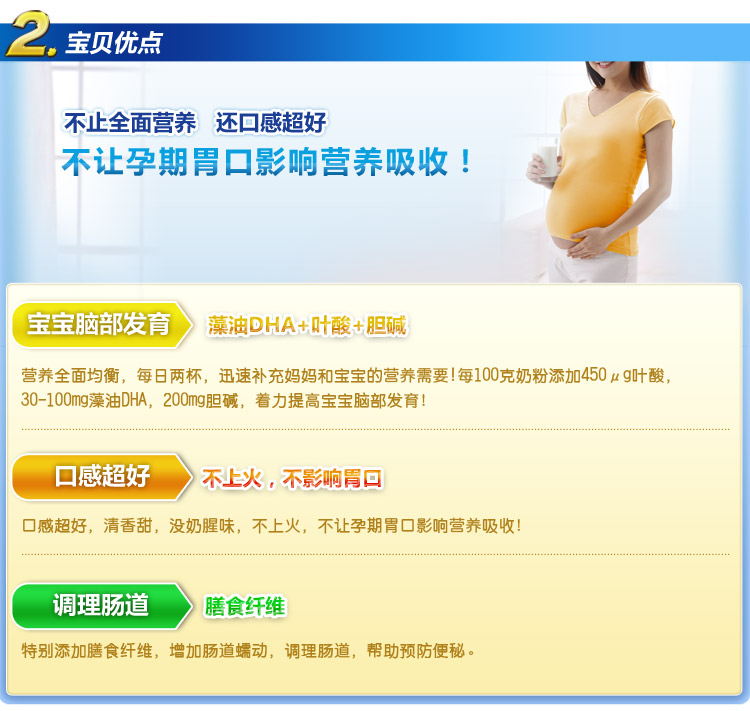 2. 宝贝优点
不止全面营养 还口感超好
不让孕期胃口影响营养吸收！
宝宝脑部发育 藻油DHA+叶酸+胆碱
营养全面均衡，每日两杯，迅速补充妈妈和宝宝的营养需要!每100克奶粉添加450μg叶酸，
30-100mg藻油DHA，200mg胆碱，着力提高宝宝脑部发育!
口感超好 不上火，不影响胃口
口感超好，清香甜，没奶腥味，不上火，不让孕期胃口影响营养吸收!
调理肠道 膳食纤维
特别添加膳食纤维，增加肠道蠕动，调理肠道，帮助预防便秘。